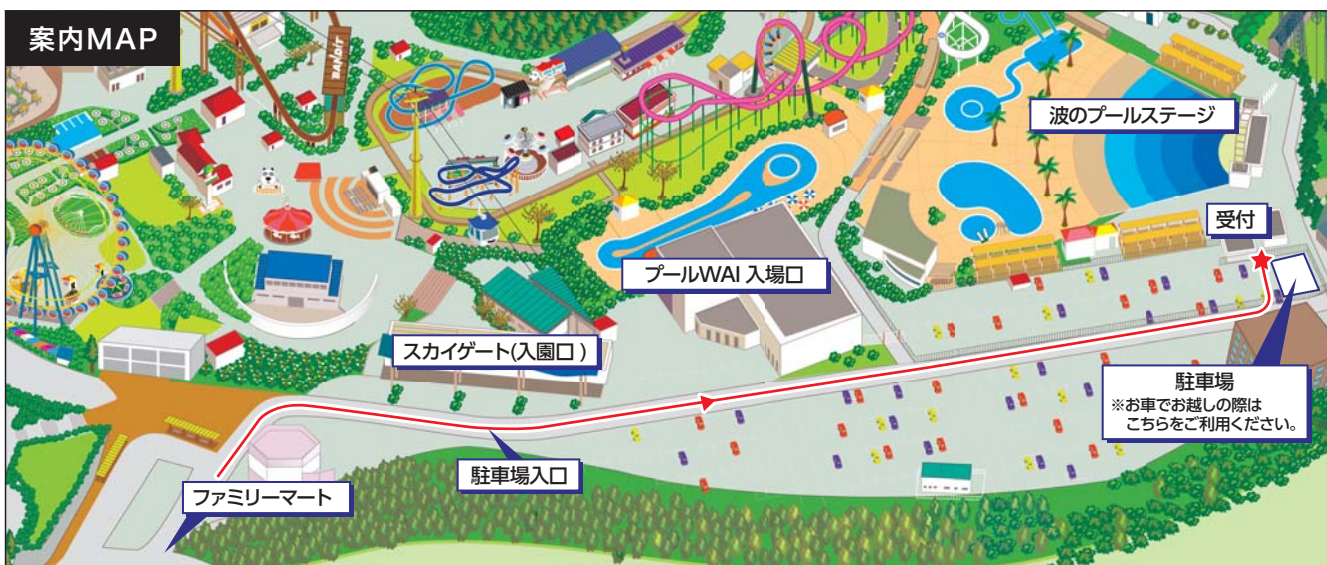 案内MAP
BANDIT
波のプールステージ
受付
プールWAI 入場口
スカイゲート(入園口)
駐車場
※お車でお越しの際は
こちらをご利用ください。
駐車場入口
ファミリーマート